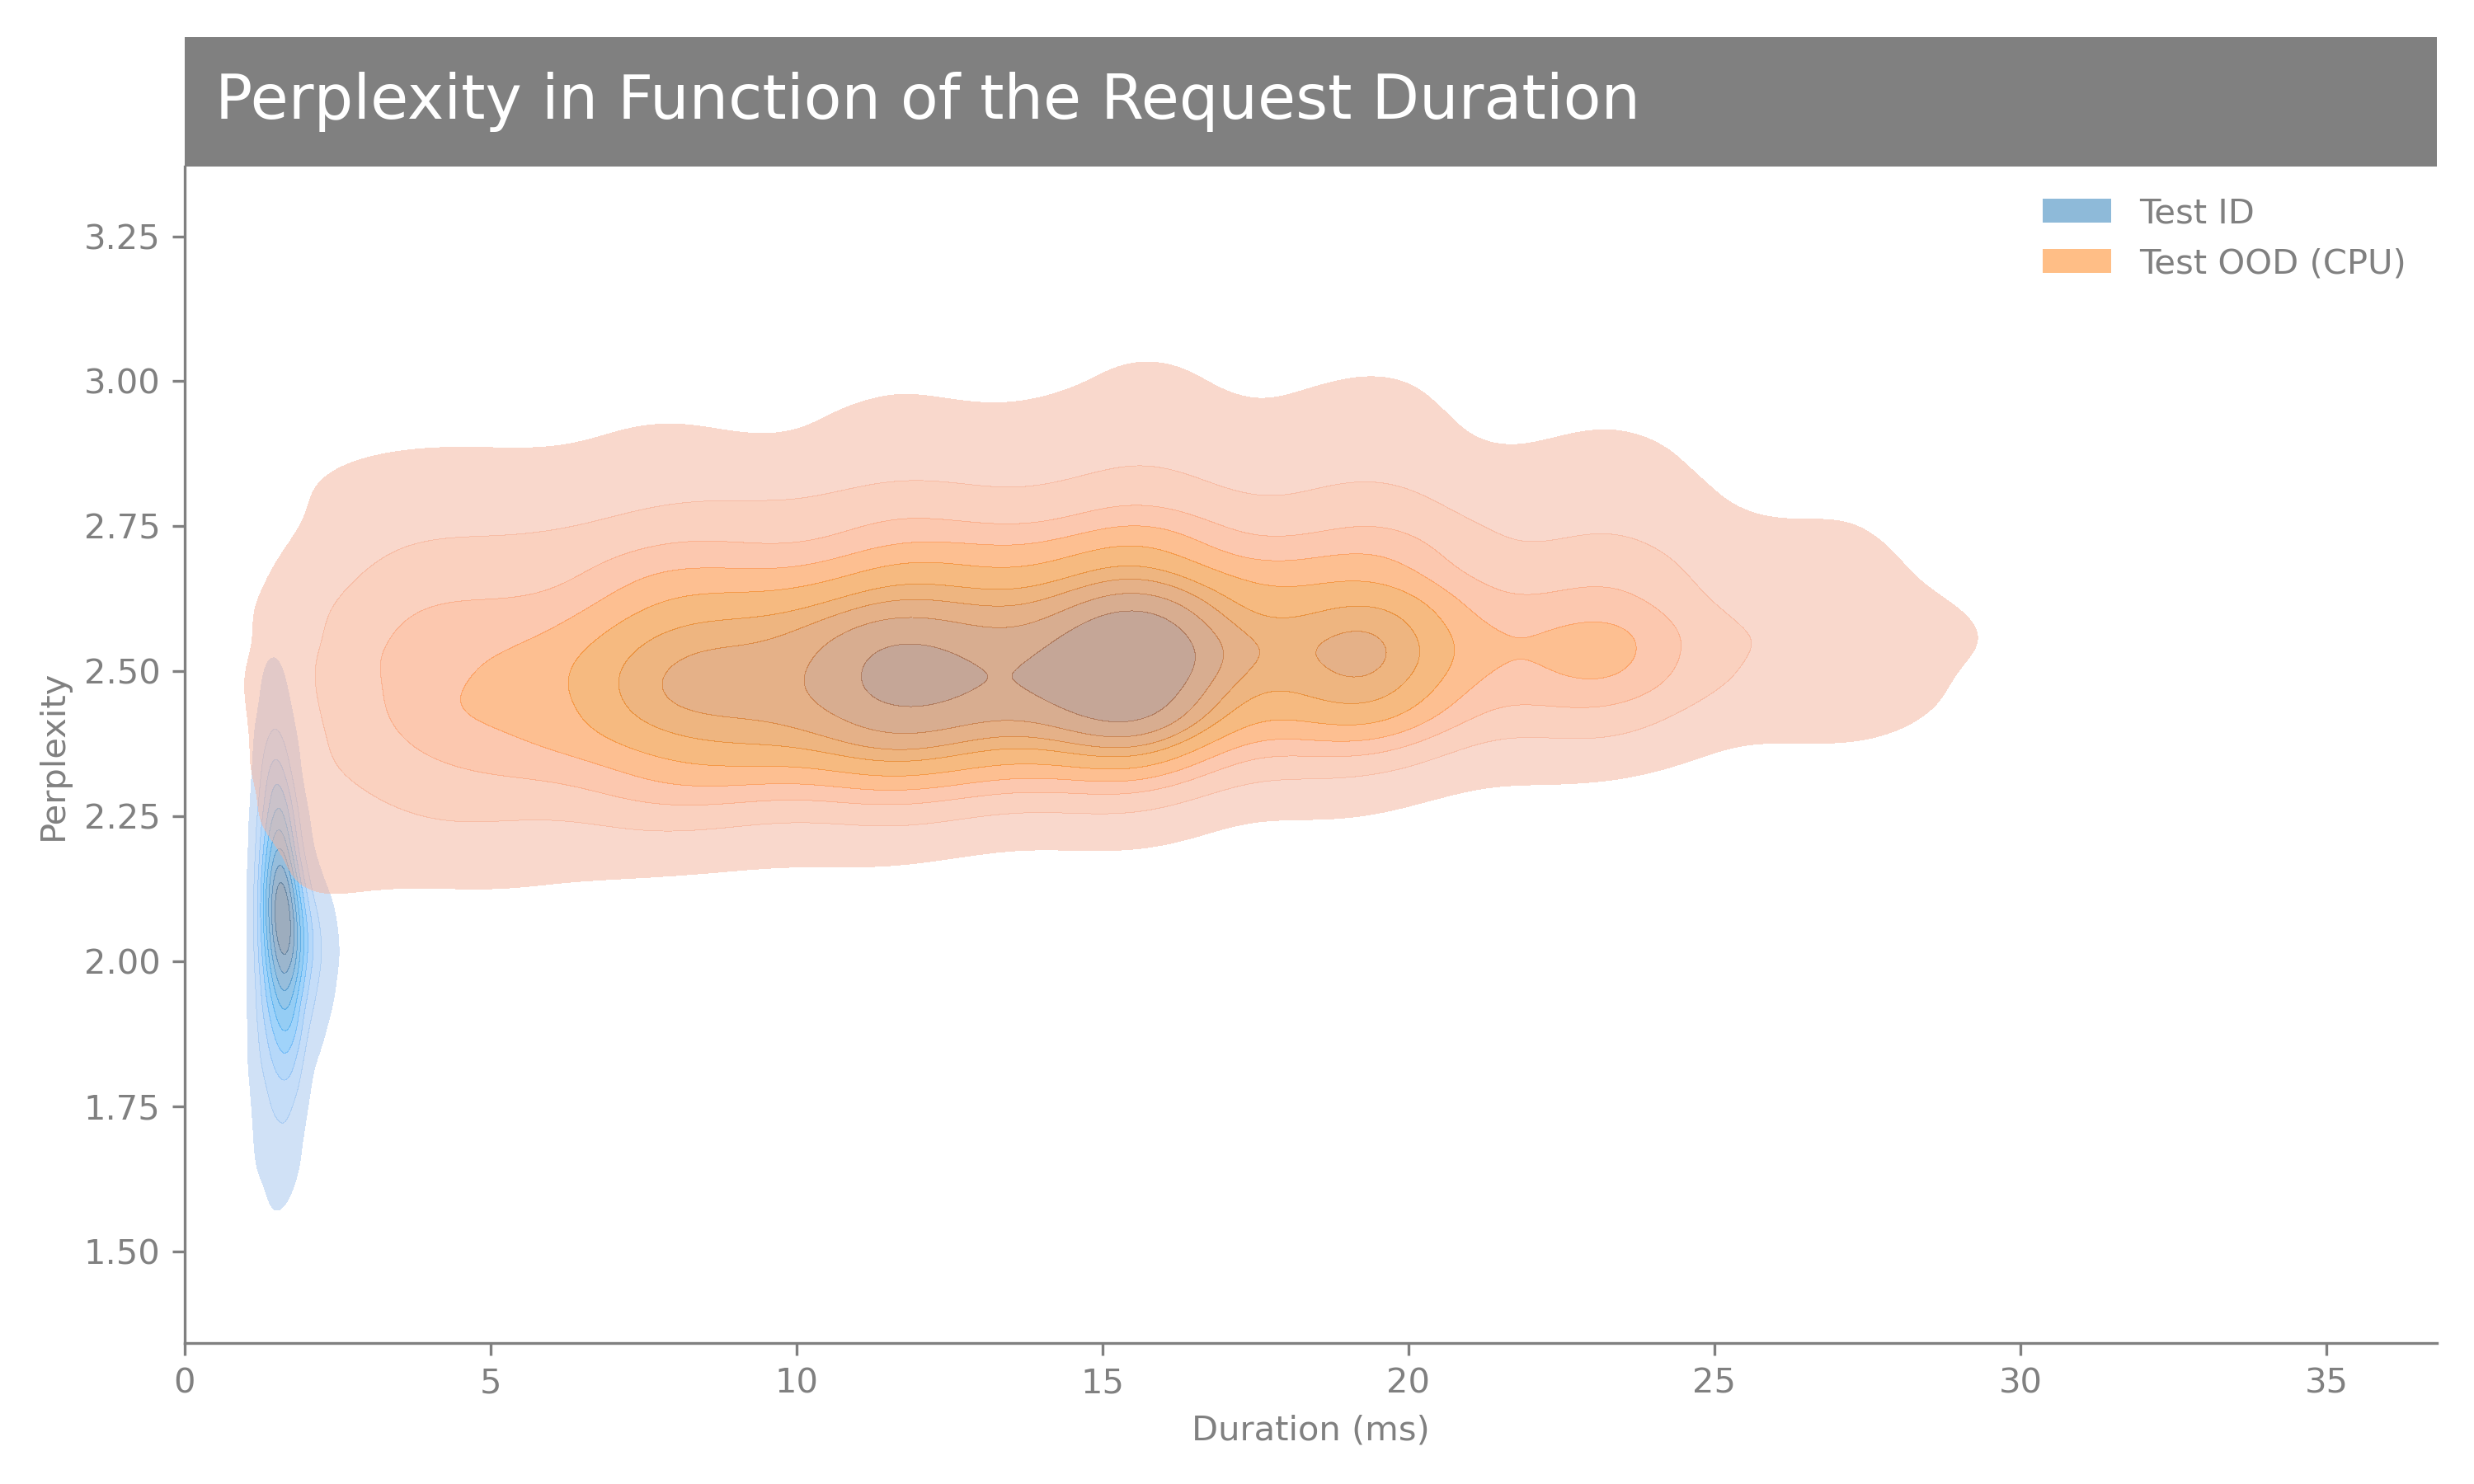 Perplexity in Function of the Request Duration
Test ID
Test OOD (CPU)
3.25
3.00
2.75
2.50
2.25
2.00
1.75
1.50
Perplexity
0 5 10 15 20 25 30 35
Duration (ms)